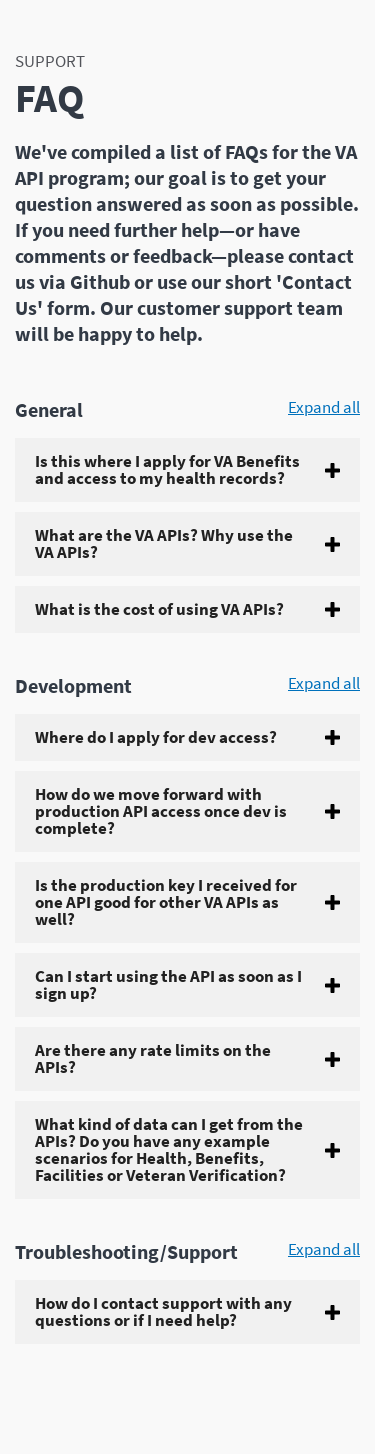 SUPPORT
FAQ
We've compiled a list of FAQs for the VA
API program; our goal is to get your
question answered as soon as possible.
If you need further help—or have
comments or feedback—please contact
us via Github or use our short 'Contact
Us' form. Our customer support team
will be happy to help.
General
Expand all
Is this where I apply for VA Benefits
and access to my health records?
What are the VA APIs? Why use the
VA APIs?
What is the cost of using VA APIs?
Development
Expand all
Where do I apply for dev access?
How do we move forward with
production API access once dev is
complete?
Is the production key I received for
one API good for other VA APIs as
well?
Can I start using the API as soon as I
sign up?
Are there any rate limits on the
APIs?
What kind of data can I get from the
APIs? Do you have any example
scenarios for Health, Benefits,
Facilities or Veteran Verification?
Troubleshooting/Support
Expand all
How do I contact support with any
questions or if I need help?